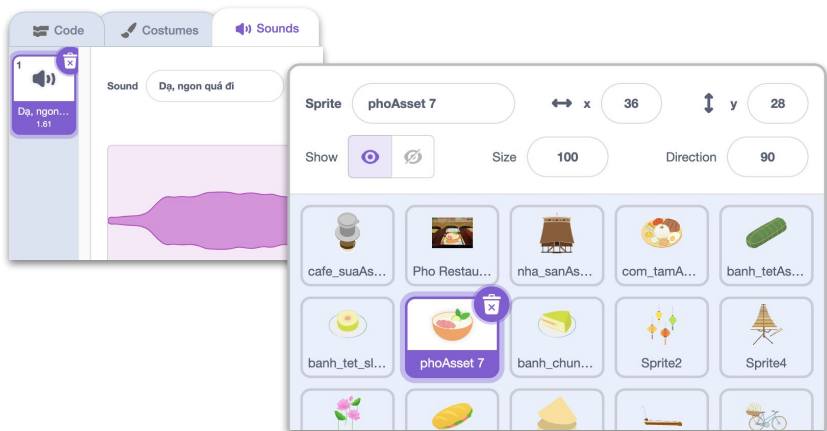 Code
Costumes
Sounds
1
Sound
Dạ, ngon quá đi
Dạ, ngon...
1.61
Sprite
phoAsset 7
x
36
y
28
Show
Size
100
Direction
90
cafe_suaAs...
Pho Restau...
nha_sanAs...
com_tamA...
banh_tetAs...
banh_tet_sl...
phoAsset 7
banh_chun...
Sprite2
Sprite4